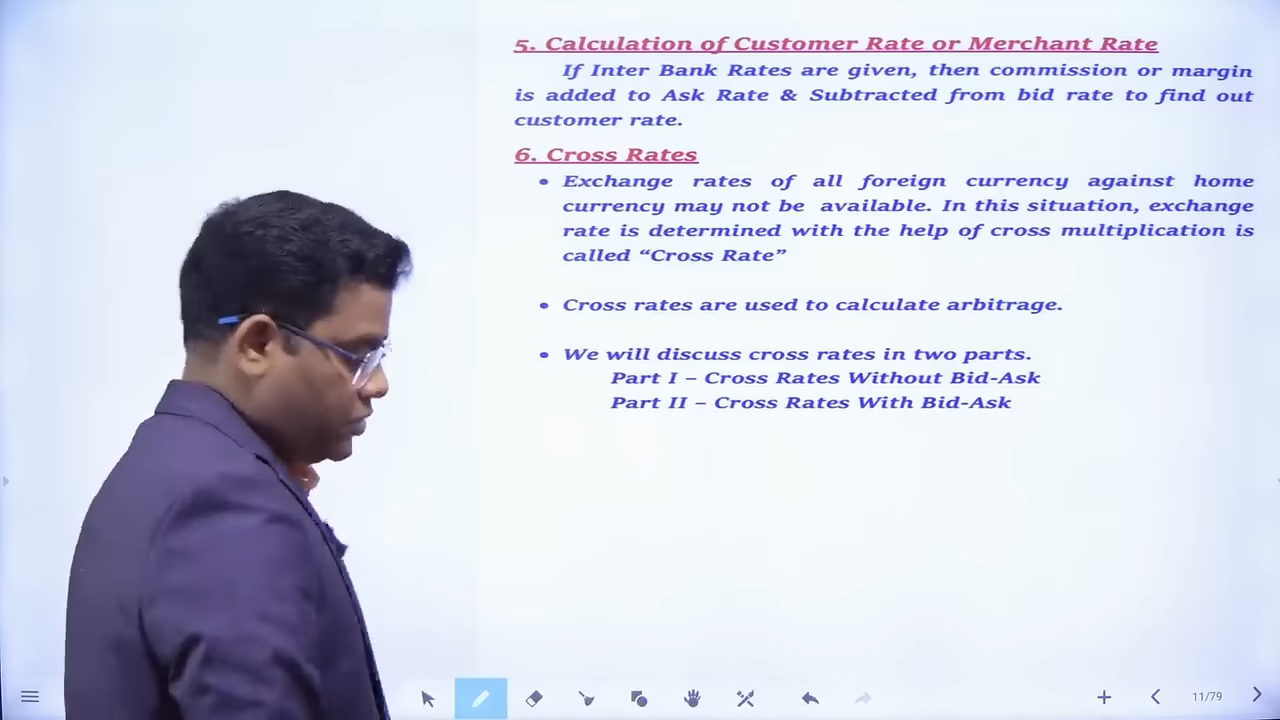 5. Calculation of Customer Rate or Merchant Rate
If Inter Bank Rates are given, then commission or margin
is added to Ask Rate & Subtracted from bid rate to find out
customer rate.
6. Cross Rates
• Exchange rates of all foreign currency against home
currency may not be available. In this situation, exchange
rate is determined with the help of cross multiplication is
called “Cross Rate”
• Cross rates are used to calculate arbitrage.
• We will discuss cross rates in two parts.
Part I – Cross Rates Without Bid-Ask
Part II – Cross Rates With Bid-Ask
11/79